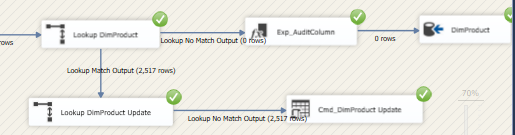 Lookup DimProduct
Lookup No Match Output (0 rows)
Exp_AuditColumn
0 rows
DimProduct
rows
Lookup Match Output (2,517 rows)
Lookup DimProduct Update
Lookup No Match Output (2,517 rows)
Cmd_DimProduct Update
70%